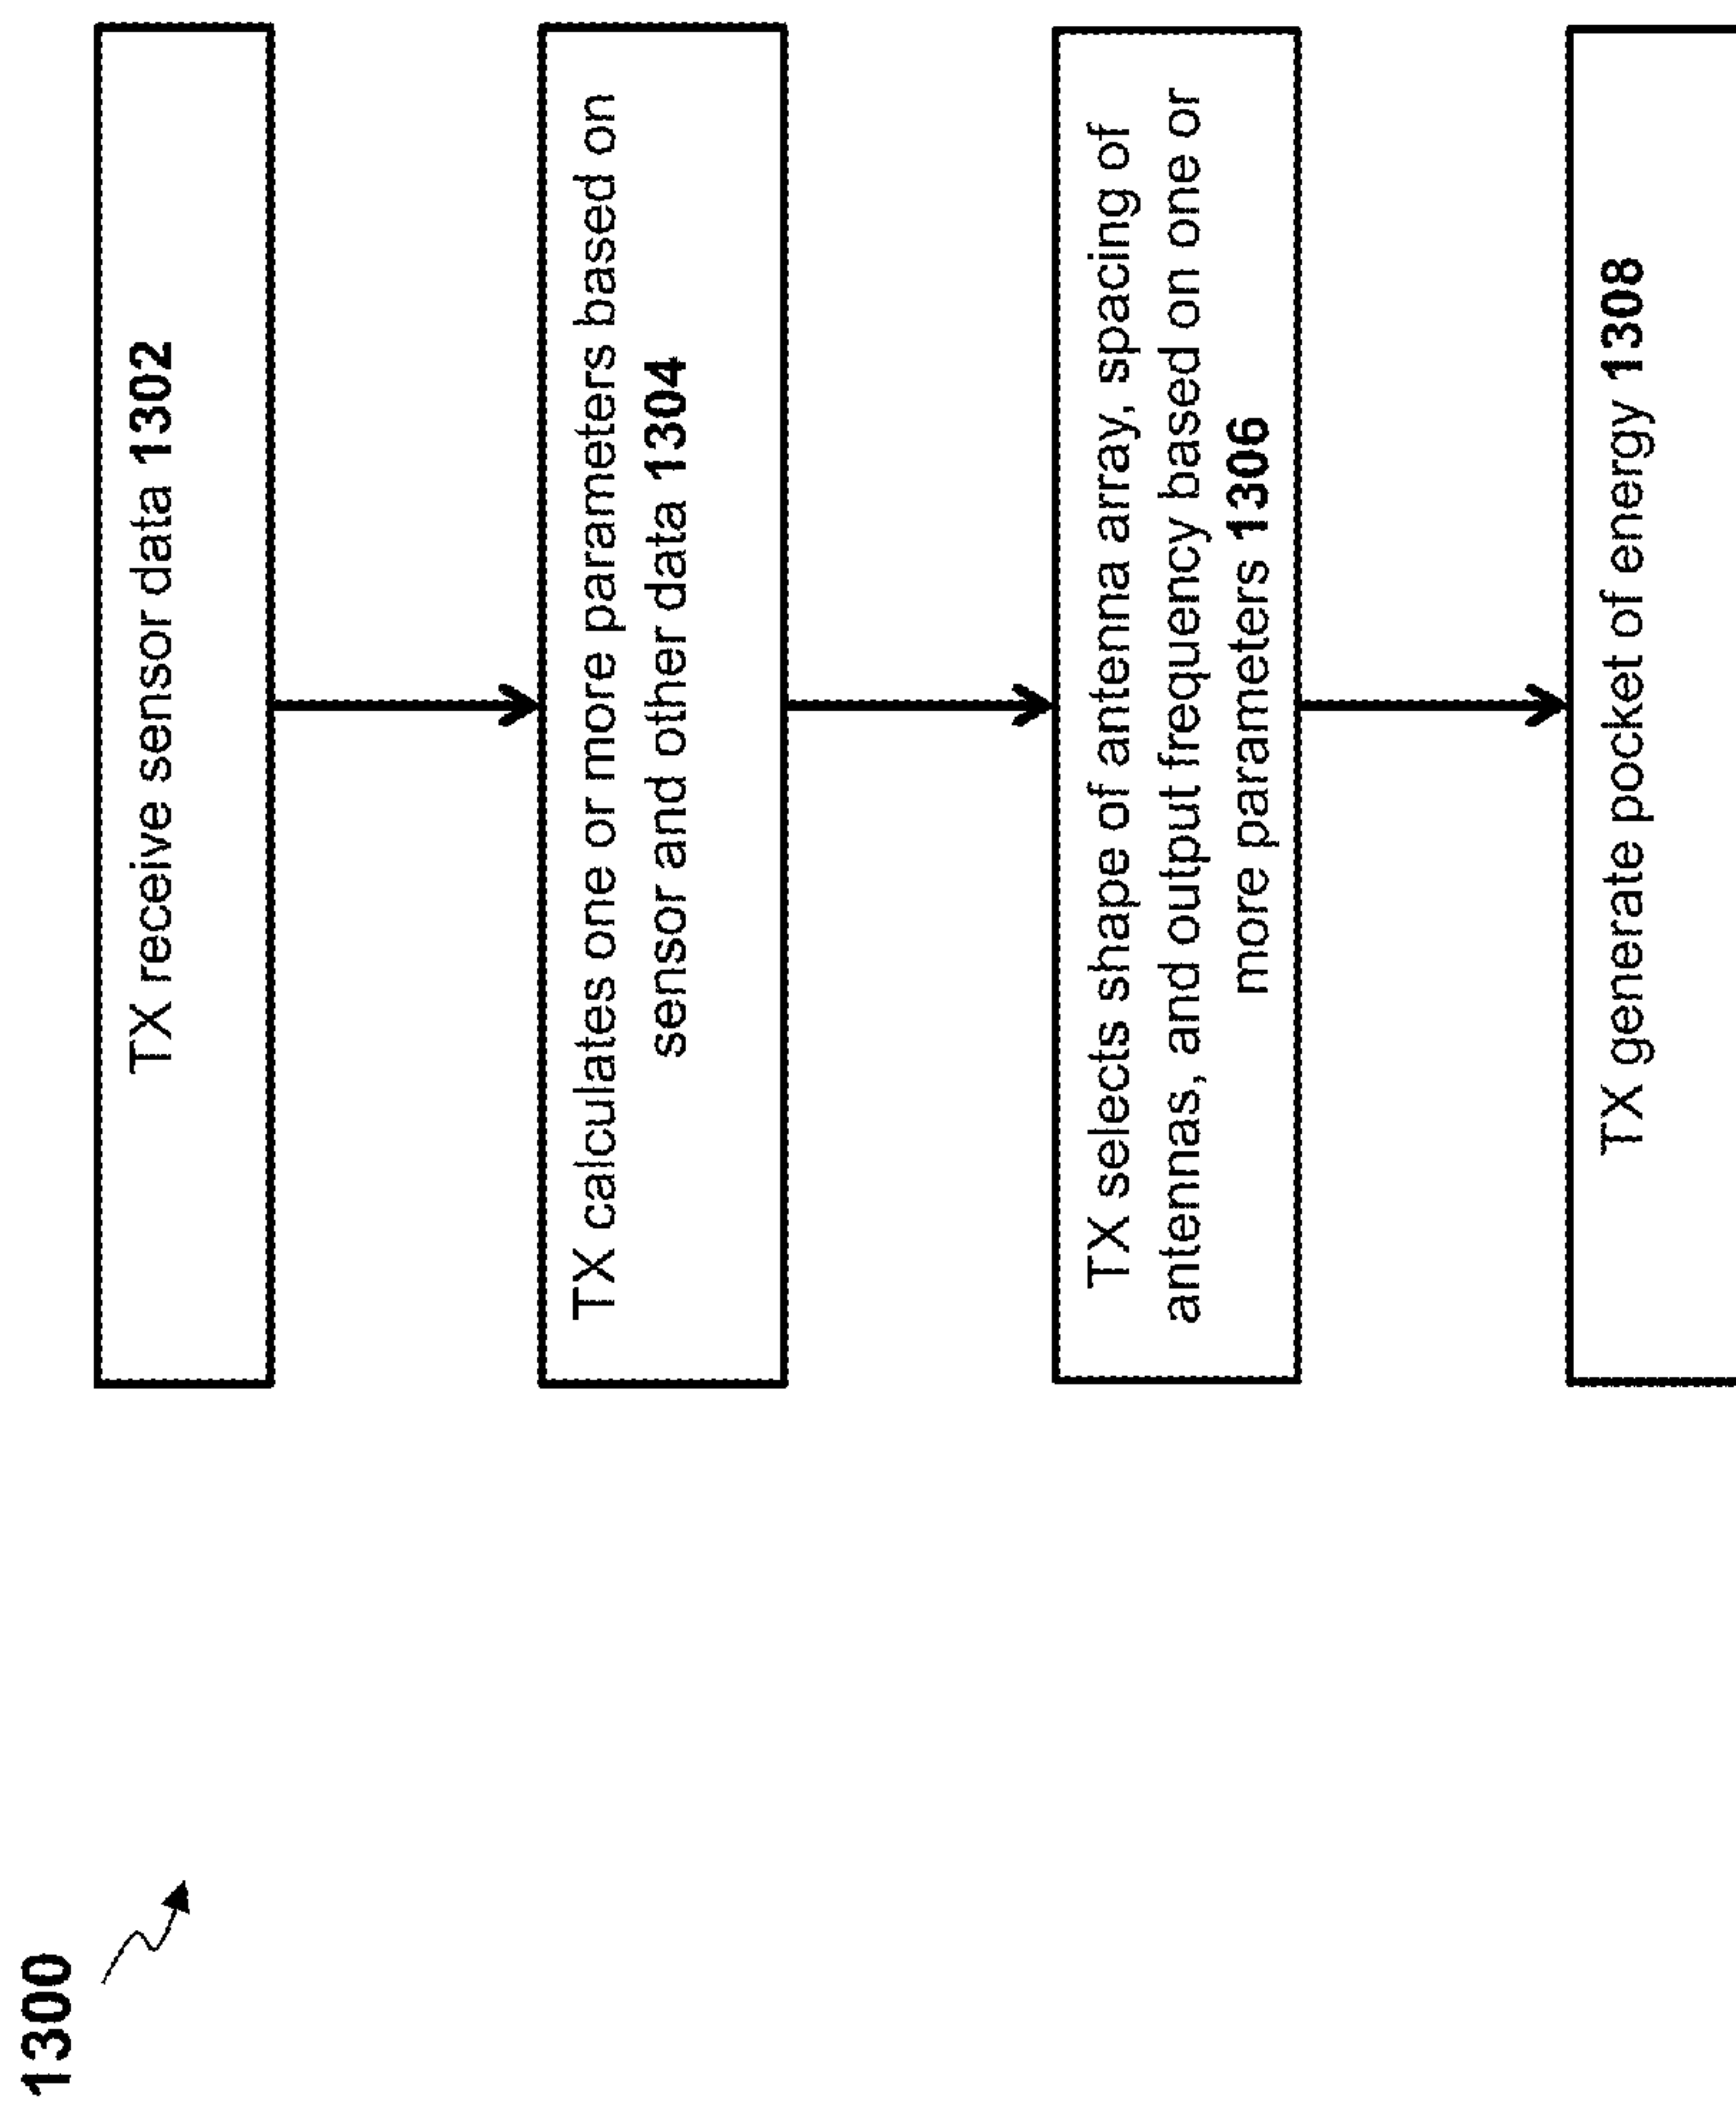 1300
TX receive sensor data 1302
TX calculates one or more parameters based on
sensor and other data 1304
TX selects shape of antenna array, spacing of
antennas, and output frequency based on one or
more parameters 1306
TX generate pocket of energy 1308